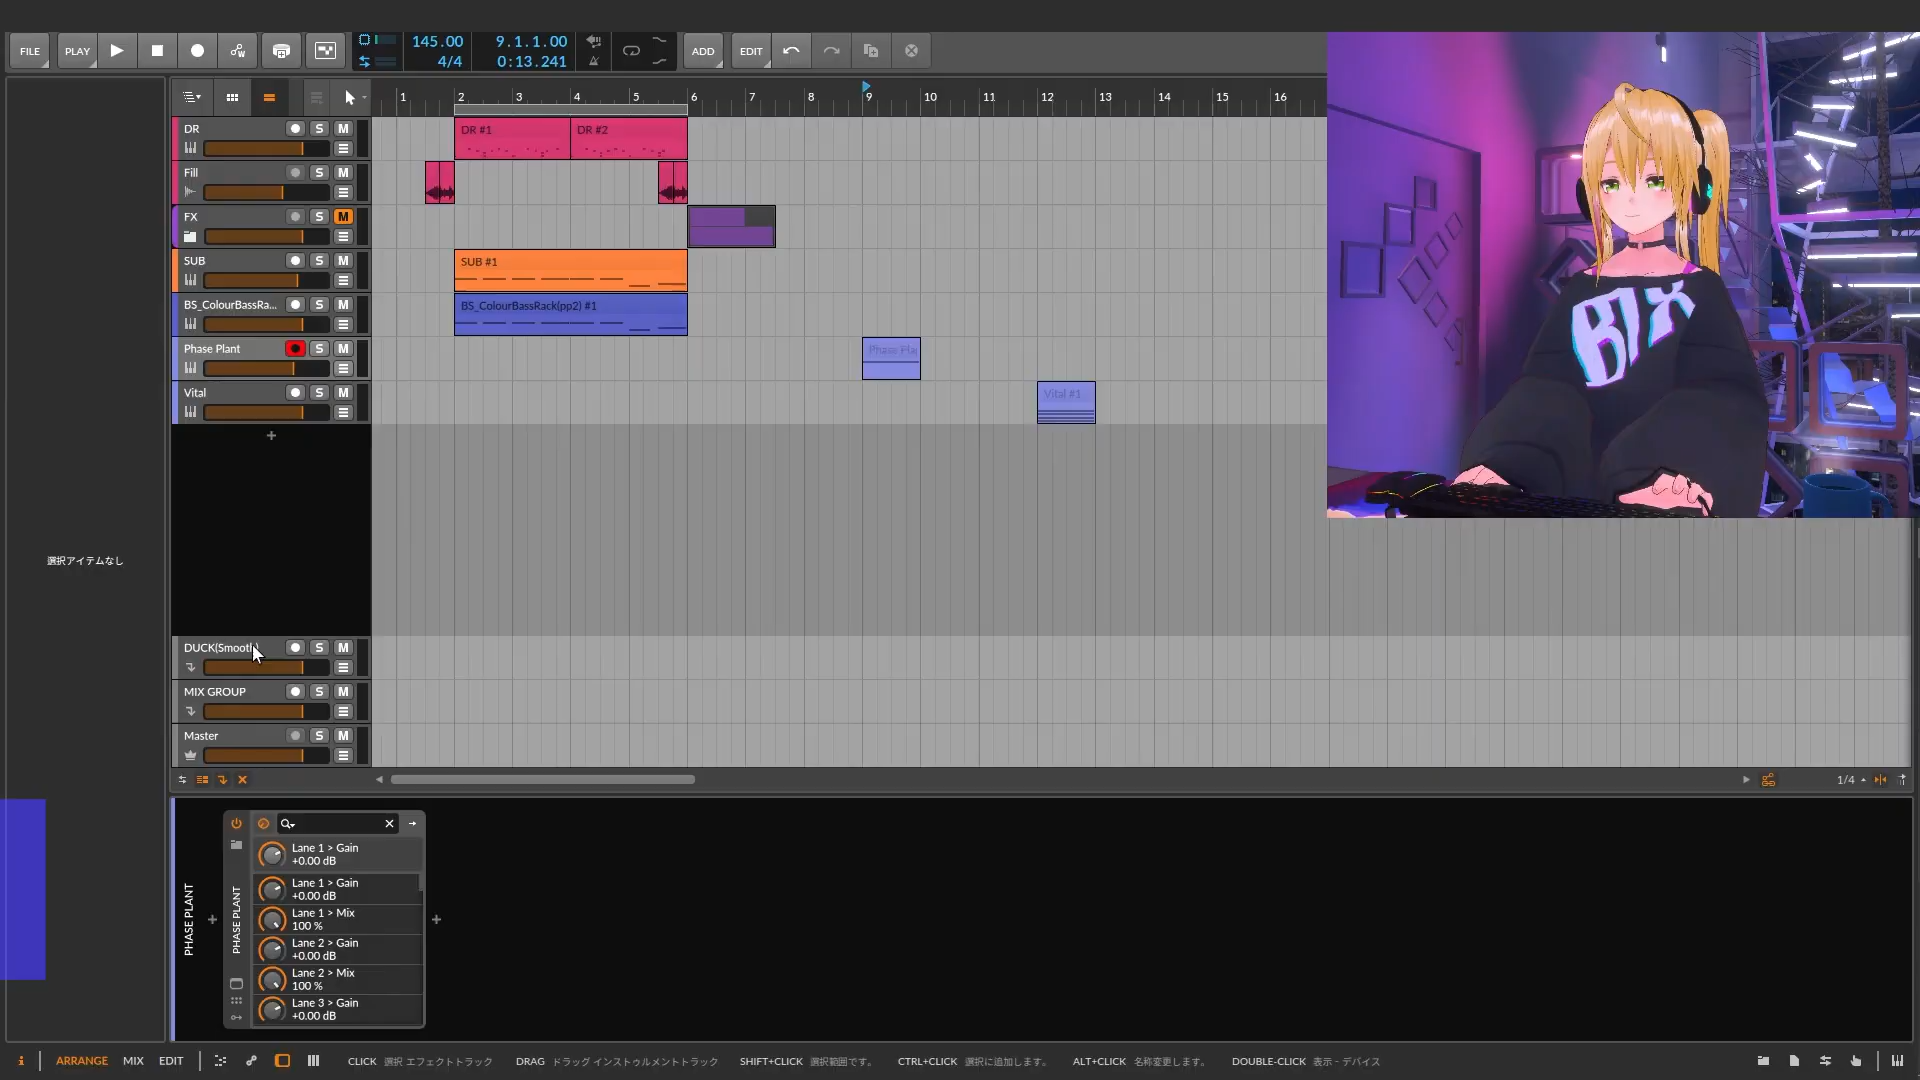 FILE PLAY 145.00 4/4 9.1.1.00 0:13.241 ADD EDIT
1 2 3 4 5 6 7 8 9 10 11 12 13 14 15 16
DR S M
DR #1 DR #2
Fill S M
FX S M
SUB S M
SUB #1
BS_ColourBassRa... S M
BS_ColourBassRack(pp2) #1
Phase Plant S M
Phase Pla
Vital S M
Vital #1
+
BIX
選択アイテムなし
DUCK(Smooth) S M
MIX GROUP S M
Master S M
1/4
PHASE PLANT
PHASE PLANT
Lane 1 > Gain
+0.00 dB
Lane 1 > Gain
+0.00 dB
Lane 1 > Mix
100 %
Lane 2 > Gain
+0.00 dB
Lane 2 > Mix
100 %
Lane 3 > Gain
+0.00 dB
i ARRANGE MIX EDIT CLICK 選択 エフェクトトラック DRAG ドラッグ インストゥルメントトラック SHIFT+CLICK 選択範囲です。 CTRL+CLICK 選択に追加します。 ALT+CLICK 名称変更します。 DOUBLE-CLICK 表示 - デバイス